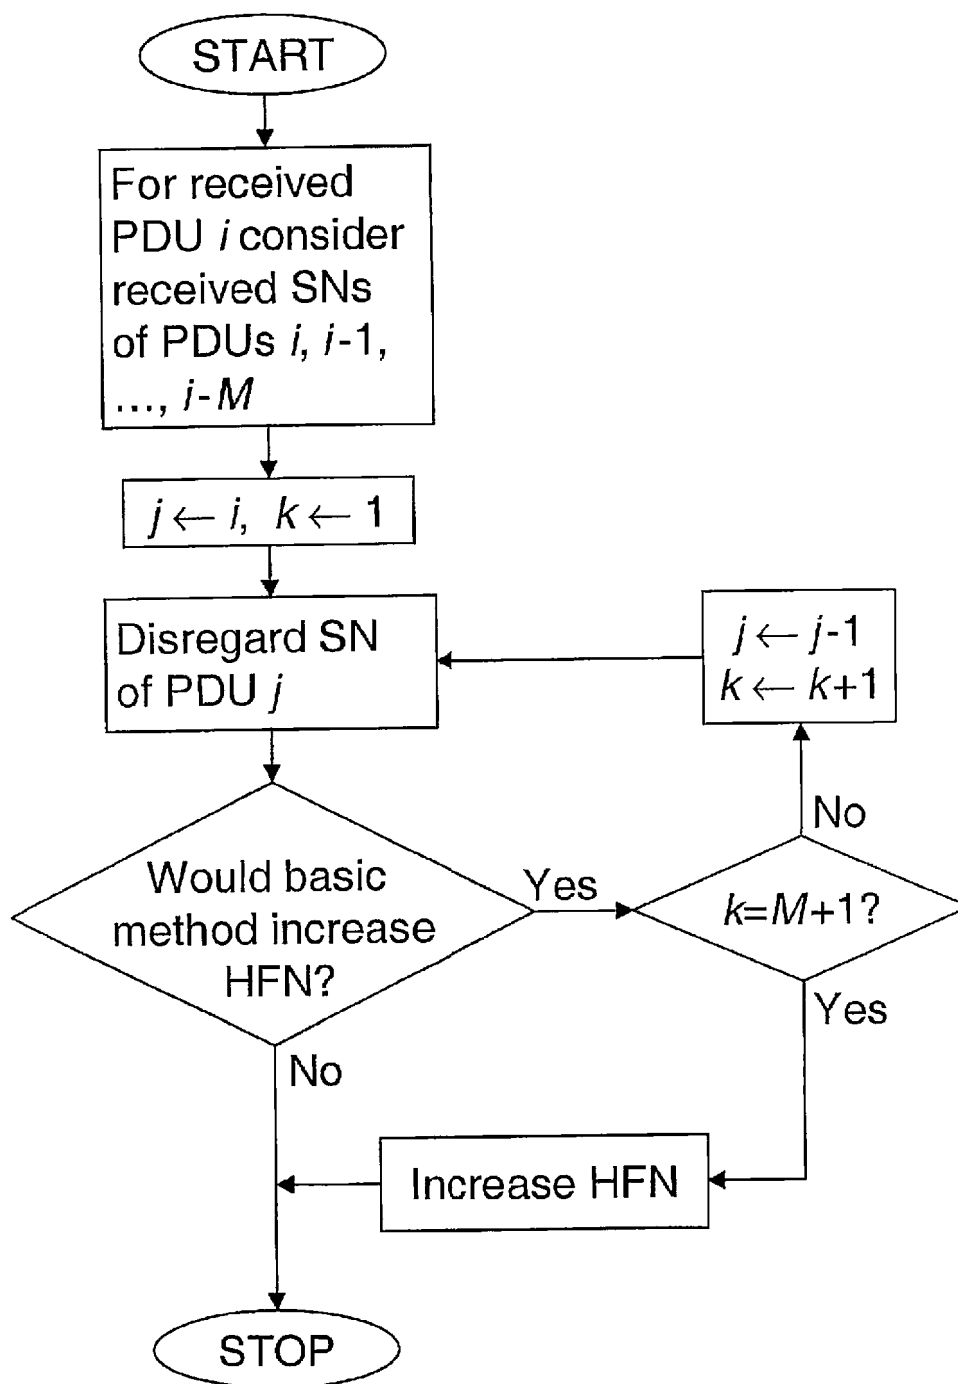 START
For received
PDU i consider
received SNs
of PDUs i, i-1,
..., i-M
j ← i, k ← 1
Disregard SN
of PDU j
j ← j-1
k ← k+1
No
Would basic
method increase
HFN?
Yes
k=M+1?
Yes
No
Increase HFN
STOP